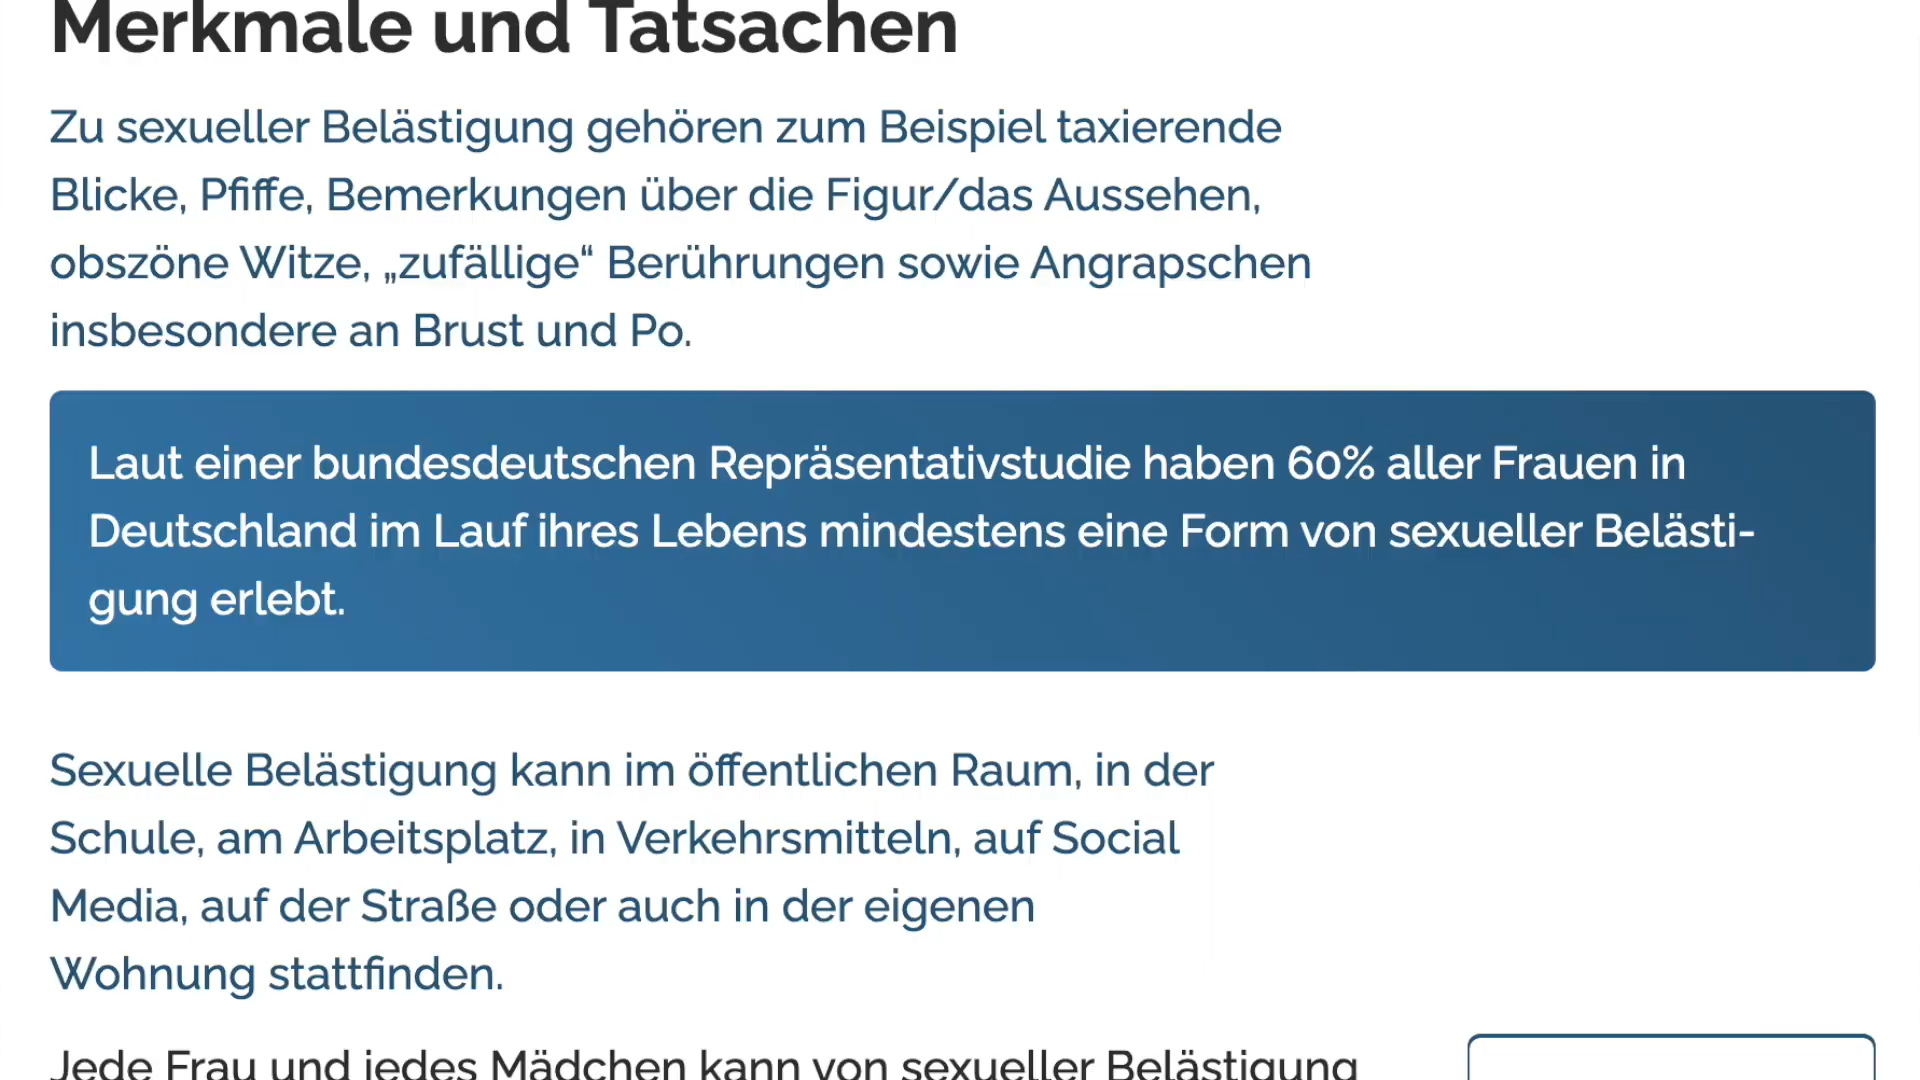 Merkmale und Tatsachen
Zu sexueller Belästigung gehören zum Beispiel taxierende
Blicke, Pfiffe, Bemerkungen über die Figur/das Aussehen,
obszöne Witze, „zufällige“ Berührungen sowie Angrapschen
insbesondere an Brust und Po.
Laut einer bundesdeutschen Repräsentativstudie haben 60% aller Frauen in
Deutschland im Lauf ihres Lebens mindestens eine Form von sexueller Belästi-
gung erlebt.
Sexuelle Belästigung kann im öffentlichen Raum, in der
Schule, am Arbeitsplatz, in Verkehrsmitteln, auf Social
Media, auf der Straße oder auch in der eigenen
Wohnung stattfinden.
Jede Frau und jedes Mädchen kann von sexueller Belästigung